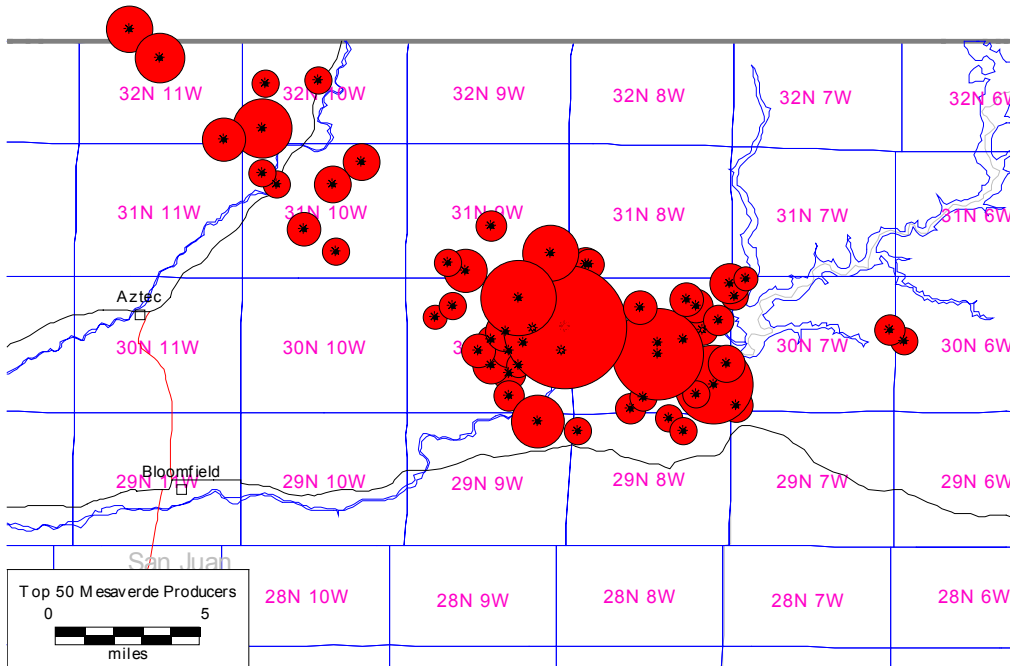 32N 11W 32N 10W 32N 9W 32N 8W 32N 7W 32N 6W
31N 11W 31N 10W 31N 9W 31N 8W 31N 7W 31N 6W
Aztec
30N 11W 30N 10W 30N 7W 30N 6W
Bloomfield
29N 11W 29N 10W 29N 9W 29N 8W 29N 7W 29N 6W
San Juan
28N 10W 28N 9W 28N 8W 28N 7W 28N 6W
Top 50 Mesaverde Producers
0 5
miles